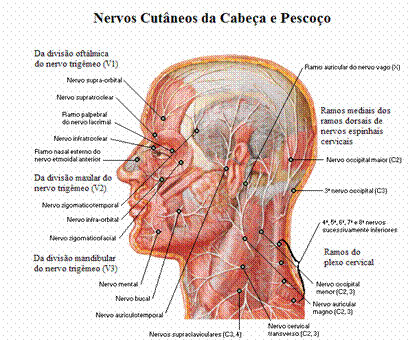 Nervos Cutâneos da Cabeça e Pescoço
Da divisão oftálmica
do nervo trigêmeo (V1)
Nervo supra-orbital
Nervo supratroclear
Ramo palpebral
do nervo lacrimal
Nervo infratroclear
Ramo nasal externo do
nervo etmoidal anterior
Da divisão maxilar do
nervo trigêmeo (V2)
Nervo zigomaticotemporal
Nervo infra-orbital
Nervo zigomaticofacial
Da divisão mandibular
do nervo trigêmeo (V3)
Nervo mental
Nervo bucal
Nervo auriculotemporal
Ramo auricular do nervo vago (X)
Ramos mediais dos
ramos dorsais de
nervos espinhais
cervicais
Nervo occipital maior (C2)
3º nervo occipital (C3)
4º, 5º, 6º, 7º e 8º nervos
sucessivamente inferiores
Ramos do
plexo cervical
Nervo occipital
menor (C2, 3)
Nervo auricular
magno (C2, 3)
Nervo cervical
transverso (C2, 3)
Nervos supraclaviculares (C3, 4)